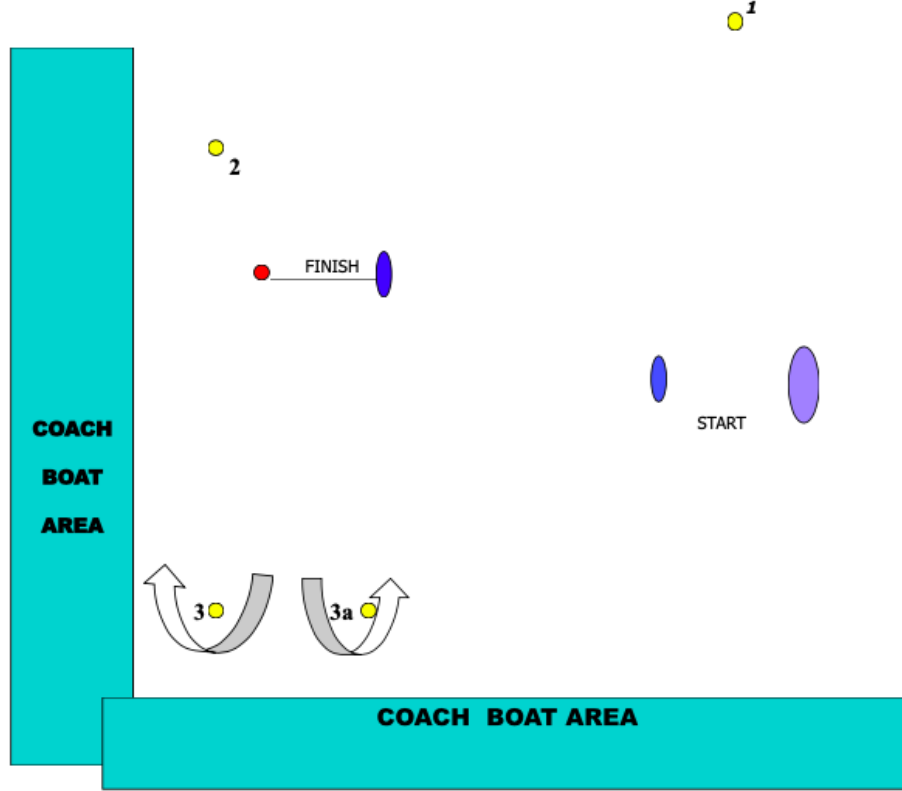 1
2
FINISH
START
COACH
BOAT
AREA
3
3a
COACH BOAT AREA